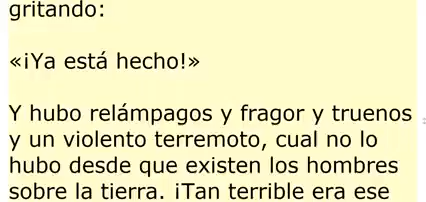 gritando:
«¡Ya está hecho!»
Y hubo relámpagos y fragor y truenos
y un violento terremoto, cual no lo
hubo desde que existen los hombres
sobre la tierra. ¡Tan terrible era ese